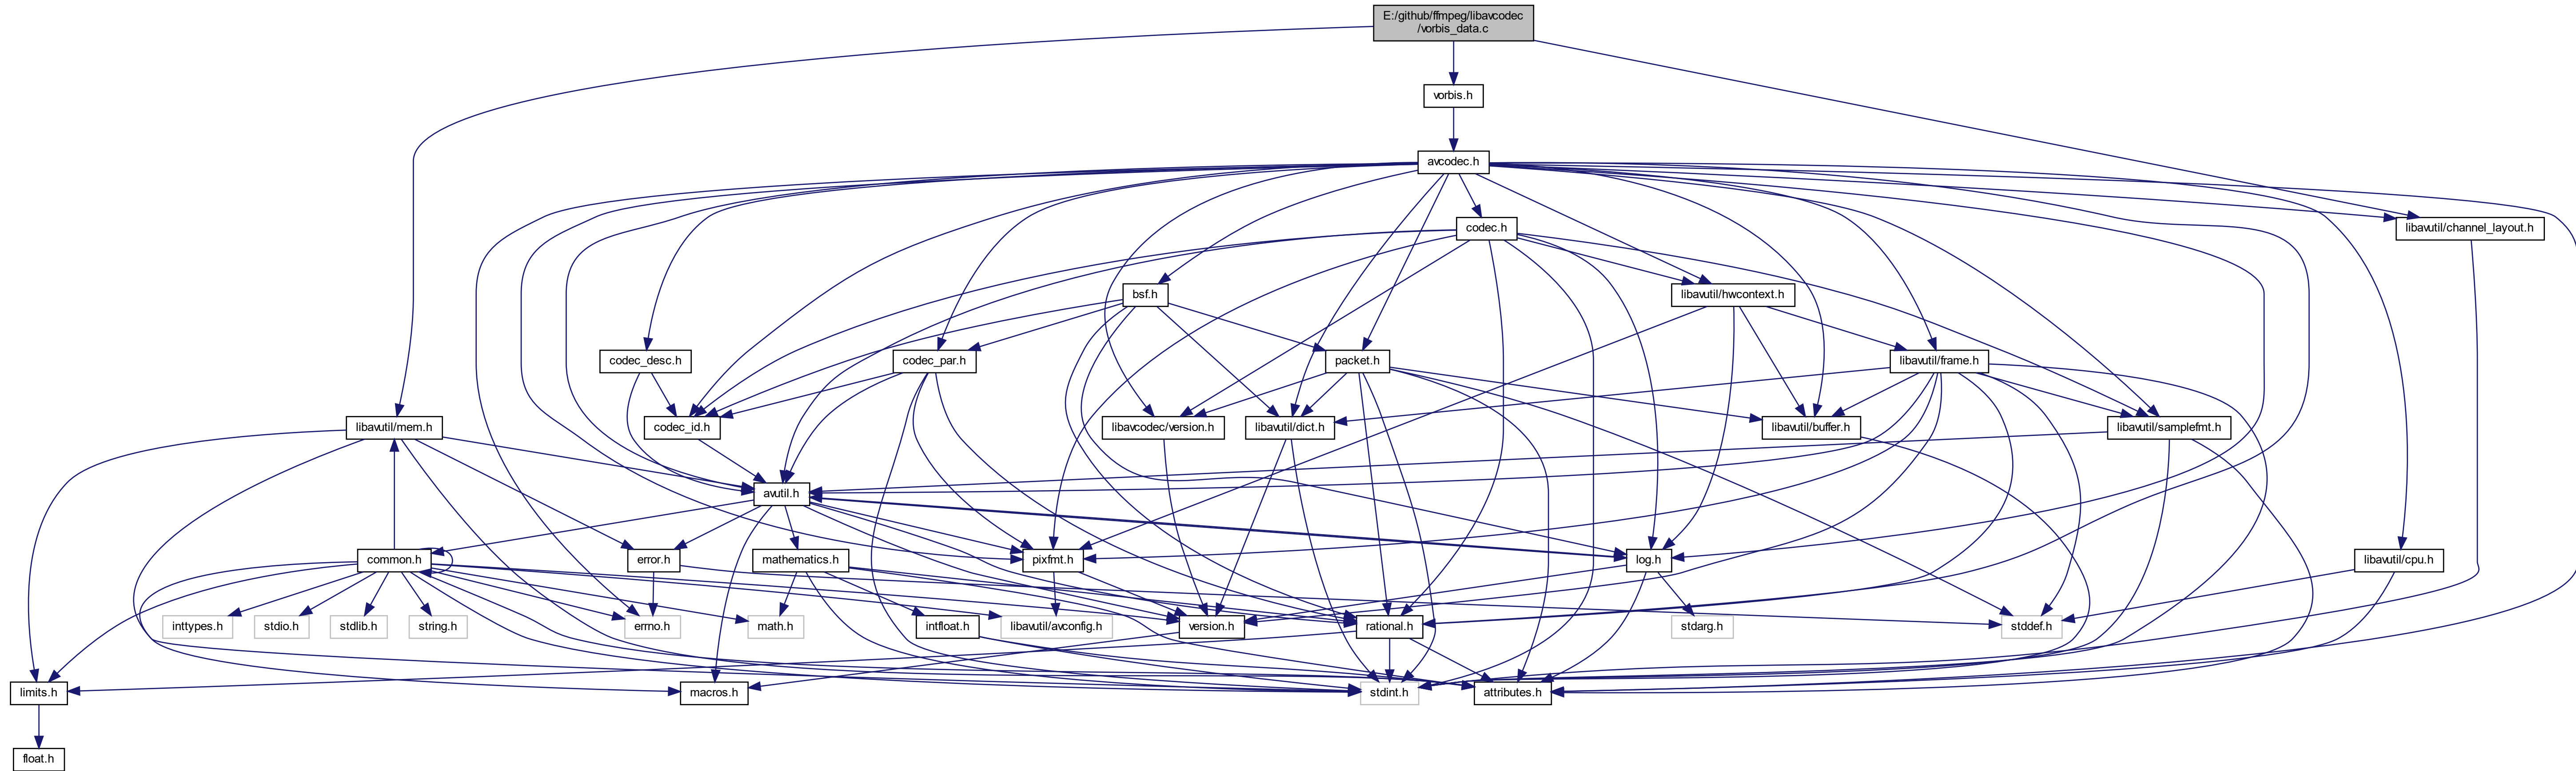 E:/github/ffmpeg/libavcodec
/vorbis_data.c
vorbis.h
avcodec.h
codec.h
libavutil/channel_layout.h
bsf.h
libavutil/hwcontext.h
codec_desc.h
codec_par.h
packet.h
libavutil/frame.h
libavutil/mem.h
codec_id.h
libavcodec/version.h
libavutil/dict.h
libavutil/buffer.h
libavutil/samplefmt.h
avutil.h
common.h
error.h
mathematics.h
pixfmt.h
log.h
libavutil/cpu.h
inttypes.h
stdio.h
stdlib.h
string.h
errno.h
math.h
intfloat.h
libavutil/avconfig.h
version.h
rational.h
stdarg.h
stddef.h
limits.h
macros.h
stdint.h
attributes.h
float.h